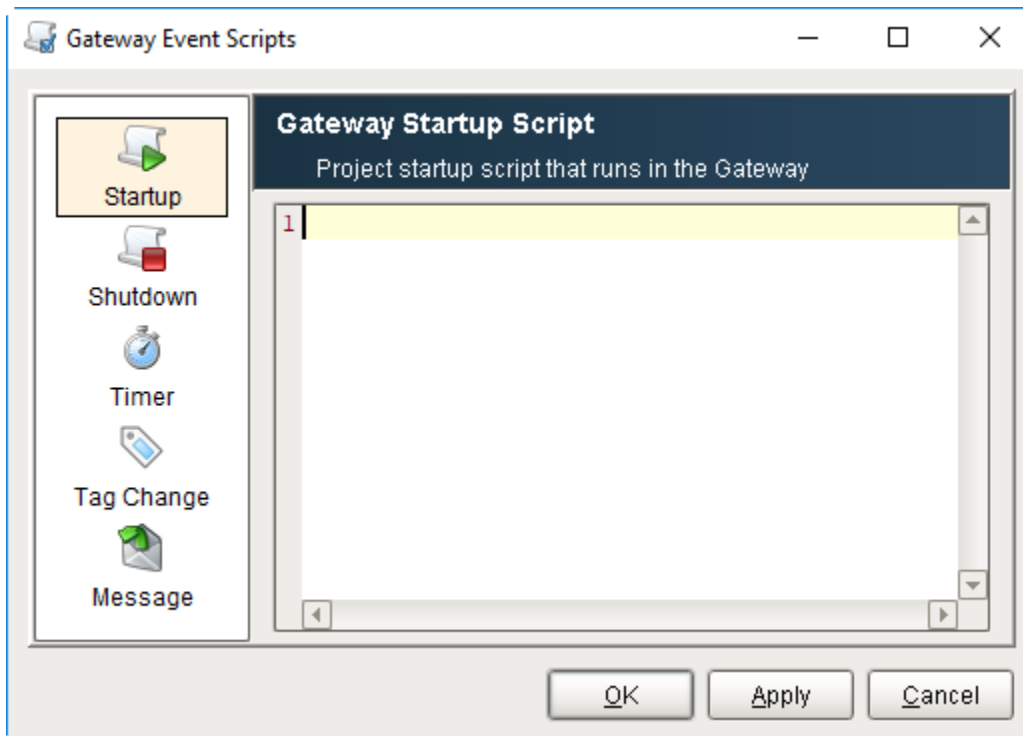 Gateway Event Scripts
Gateway Startup Script
Project startup script that runs in the Gateway
Startup
Shutdown
Timer
Tag Change
Message
1
OK
Apply
Cancel